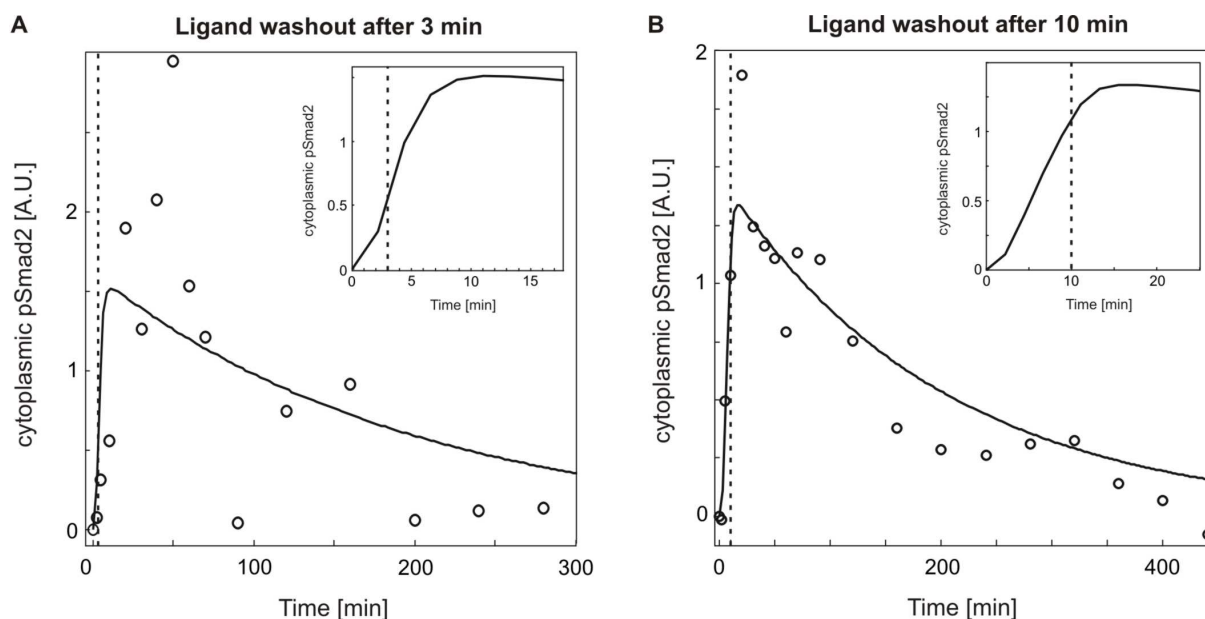 A
Ligand washout after 3 min
cytoplasmic pSmad2 [A.U.]
2
1
0
0
100
200
300
Time [min]
cytoplasmic pSmad2
1
0.5
0
0
5
10
15
Time [min]
B
Ligand washout after 10 min
cytoplasmic pSmad2 [A.U.]
2
1
0
0
200
400
Time [min]
cytoplasmic pSmad2
1
0.5
0
0
10
20
Time [min]